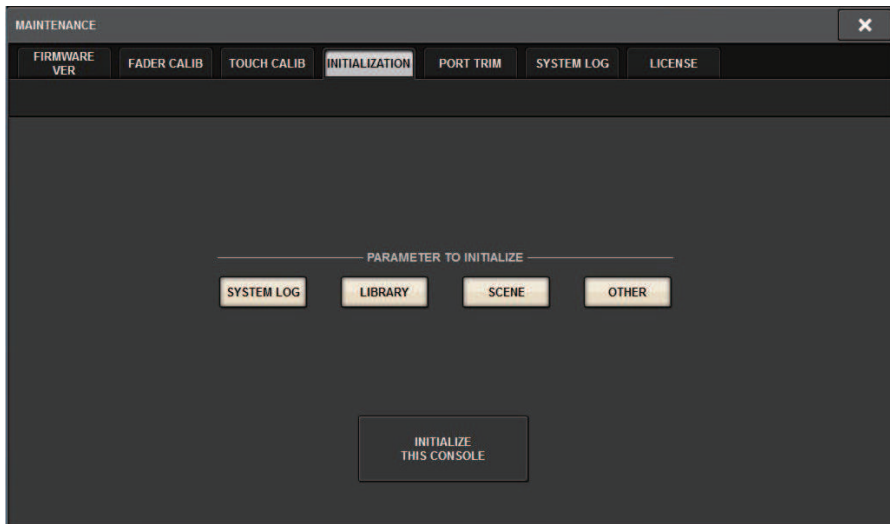 MAINTENANCE
FIRMWARE VER
FADER CALIB
TOUCH CALIB
INITIALIZATION
PORT TRIM
SYSTEM LOG
LICENSE
PARAMETER TO INITIALIZE
SYSTEM LOG
LIBRARY
SCENE
OTHER
INITIALIZE
THIS CONSOLE